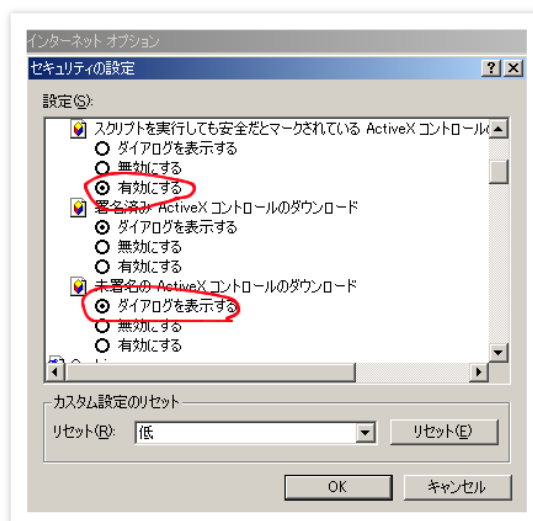 インターネット オプション
セキュリティの設定
設定(S):
スクリプトを実行しても安全だとマークされている ActiveX コントロール
ダイアログを表示する
無効にする
有効にする
署名済み ActiveX コントロールのダウンロード
ダイアログを表示する
無効にする
有効にする
未署名の ActiveX コントロールのダウンロード
ダイアログを表示する
無効にする
有効にする
カスタム設定のリセット
リセット(R): 低 リセット(E)
OK キャンセル